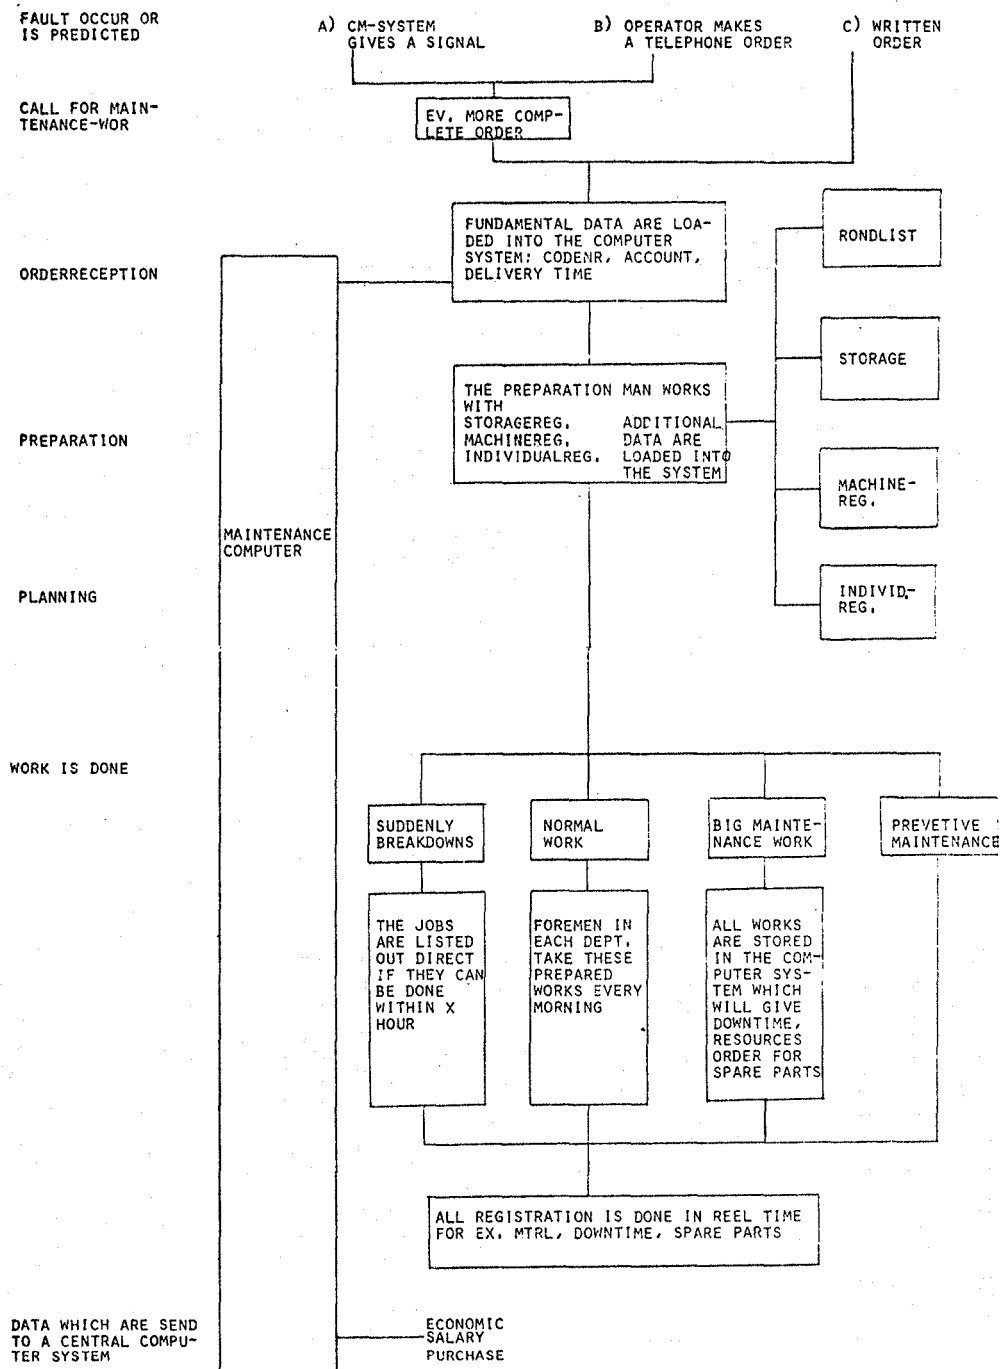 FAULT OCCUR OR
IS PREDICTED
A) CM-SYSTEM
GIVES A SIGNAL
B) OPERATOR MAKES
A TELEPHONE ORDER
C) WRITTEN
ORDER
CALL FOR MAIN-
TENANCE-WOR
EV. MORE COMP-
LETE ORDER
ORDERRECEPTION
FUNDAMENTAL DATA ARE LOA-
DED INTO THE COMPUTER
SYSTEM: CODENR, ACCOUNT,
DELIVERY TIME
RONDLIST
STORAGE
PREPARATION
THE PREPARATION MAN WORKS
WITH
STORAGEREG.
MACHINEREG.
INDIVIDUALREG.
ADDITIONAL
DATA ARE
LOADED INTO
THE SYSTEM
MACHINE-
REG.
MAINTENANCE
COMPUTER
PLANNING
INDIVID.-
REG.
WORK IS DONE
SUDDENLY
BREAKDOWNS
NORMAL
WORK
BIG MAINTE-
NANCE WORK
PREVETIVE
MAINTENANCE
THE JOBS
ARE LISTED
OUT DIRECT
IF THEY CAN
BE DONE
WITHIN X
HOUR
FOREMEN IN
EACH DEPT.
TAKE THESE
PREPARED
WORKS EVERY
MORNING
ALL WORKS
ARE STORED
IN THE COM-
PUTER SYS-
TEM WHICH
WILL GIVE
DOWNTIME,
RESOURCES
ORDER FOR
SPARE PARTS
ALL REGISTRATION IS DONE IN REEL TIME
FOR EX. MTRL, DOWNTIME, SPARE PARTS
DATA WHICH ARE SEND
TO A CENTRAL COMPU-
TER SYSTEM
ECONOMIC
SALARY
PURCHASE